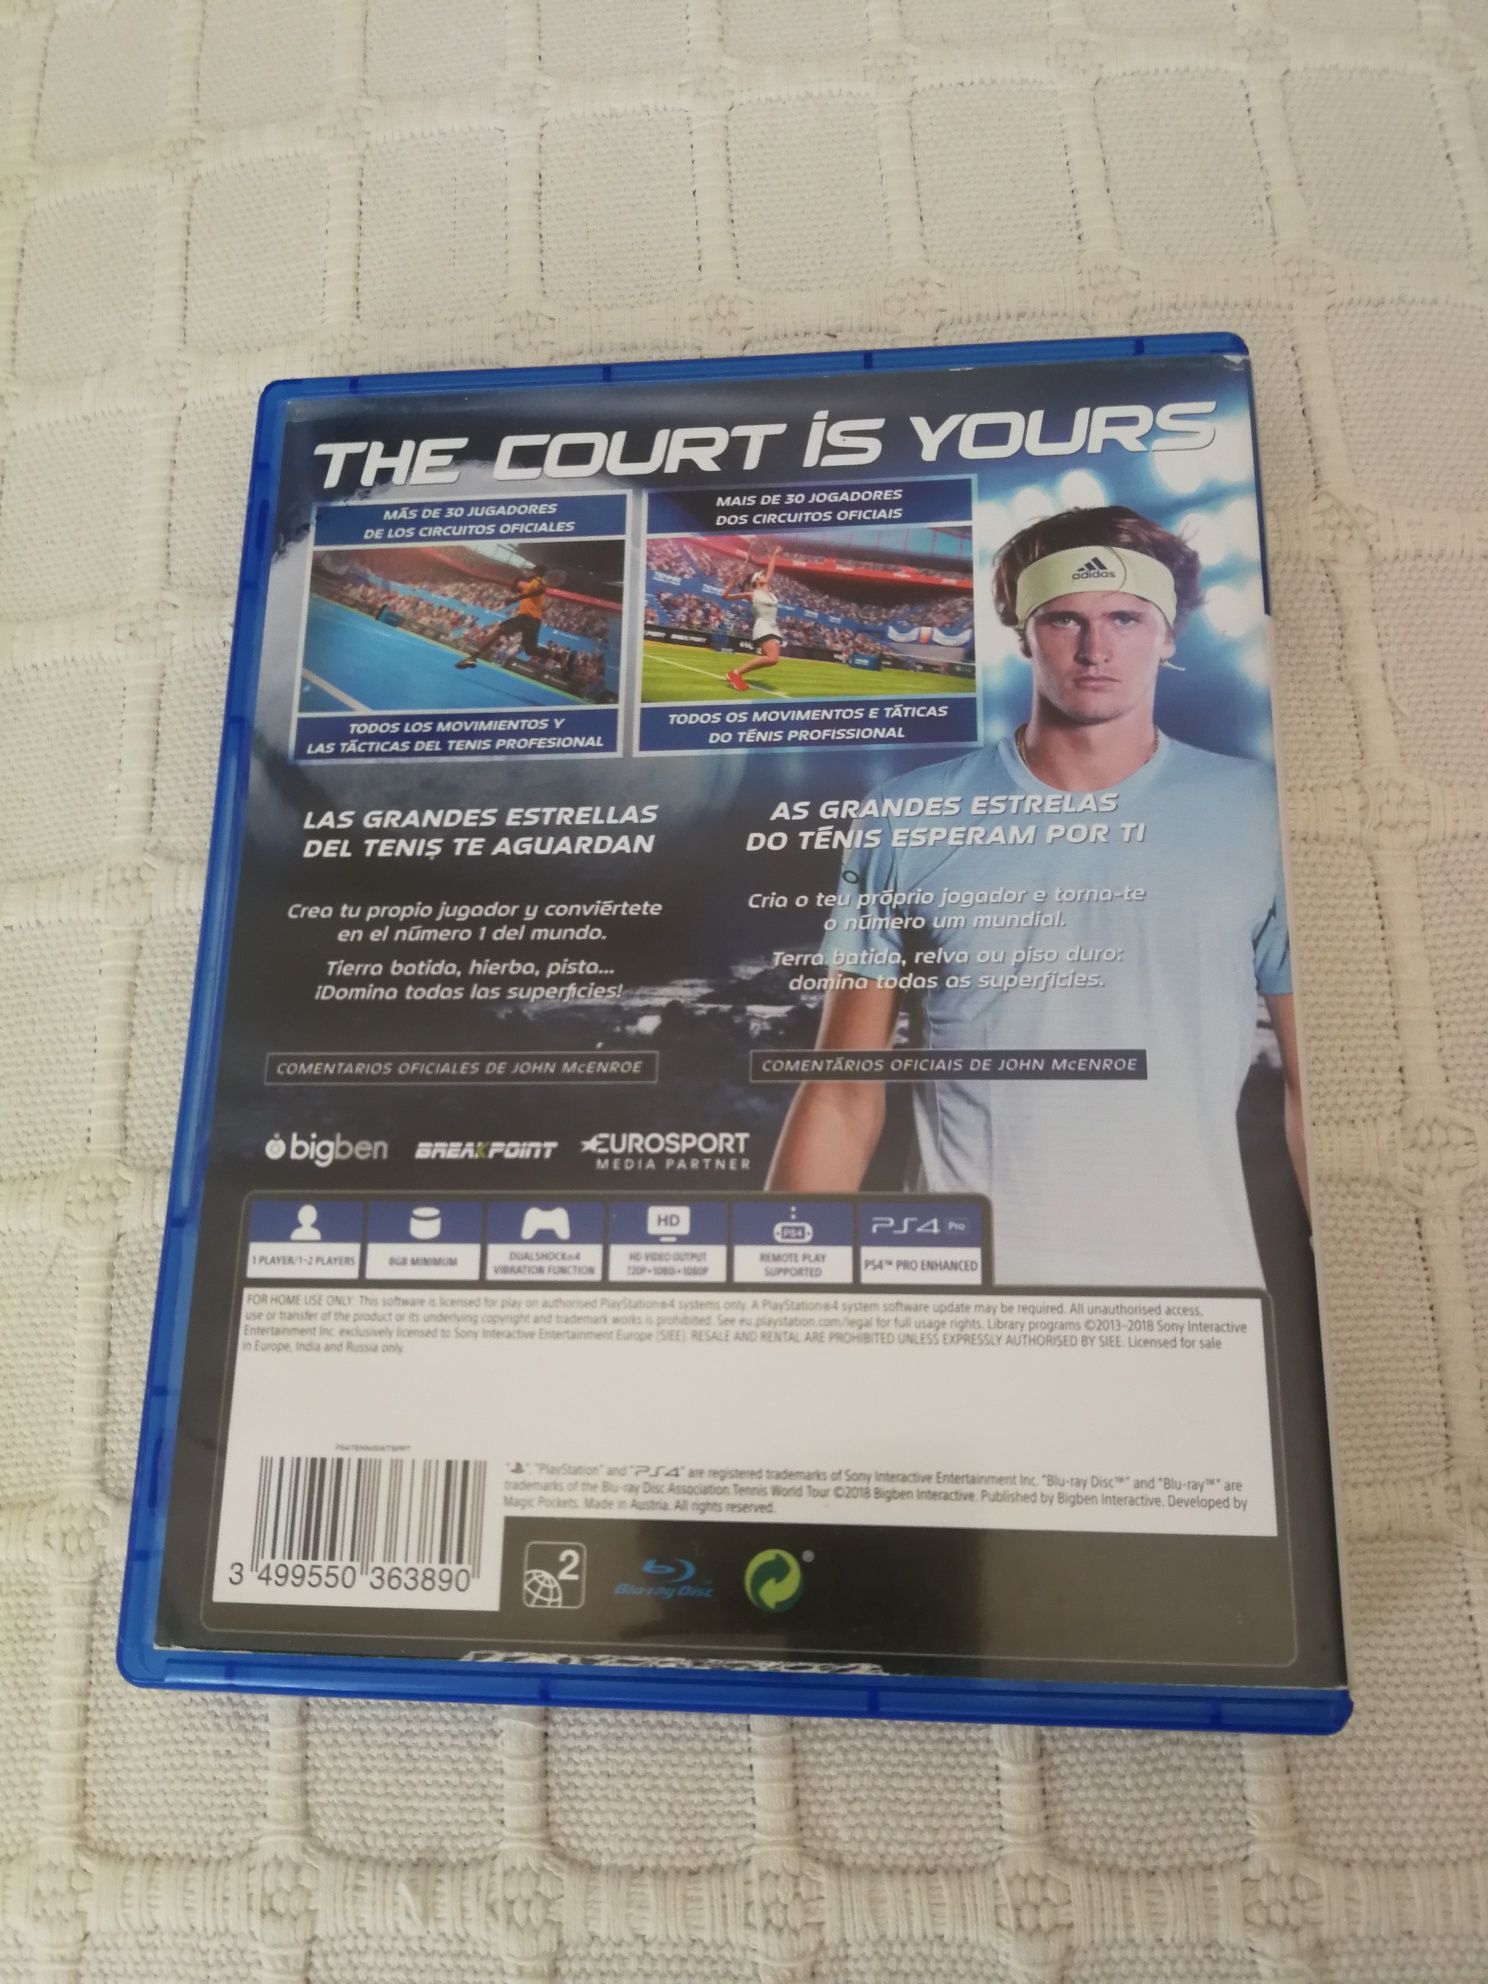 THE COURT iS YOURS
MÁS DE 30 JUGADORES
DE LOS CIRCUITOS OFICIALES
TODOS LOS MOVIMIENTOS Y
LAS TÁCTICAS DEL TENIS PROFESIONAL
MAIS DE 30 JOGADORES
DOS CIRCUITOS OFICIAIS
BREAKPOINT
TODOS OS MOVIMENTOS E TÁTICAS
DO TÉNIS PROFISSIONAL
adidas
LAS GRANDES ESTRELLAS
DEL TENIS TE AGUARDAN
Crea tu propio jugador y conviértete
en el número 1 del mundo.
Tierra batida, hierba, pista...
¡Domina todas las superficies!
COMENTARIOS OFICIALES DE JOHN McENROE
AS GRANDES ESTRELAS
DO TÉNIS ESPERAM POR TI
Cria o teu próprio jogador e torna-te
o número um mundial.
Terra batida, relva ou piso duro:
domina todas as superfícies.
COMENTÁRIOS OFICIAIS DE JOHN McENROE
bigben BREAKPOINT EUROSPORT
MEDIA PARTNER
1 PLAYER/1-2 PLAYERS
8GB MINIMUM
DUALSHOCK®4
VIBRATION FUNCTION
HD
HD VIDEO OUTPUT
720P•1080i•1080P
PS4
REMOTE PLAY
SUPPORTED
PS4 Pro
PS4™ PRO ENHANCED
FOR HOME USE ONLY: This software is licensed for play on authorised PlayStation®4 systems only. A PlayStation®4 system software update may be required. All unauthorised access,
use or transfer of the product or its underlying copyright and trademark works is prohibited. See eu.playstation.com/legal for full usage rights. Library programs ©2013-2018 Sony Interactive
Entertainment Inc. exclusively licensed to Sony Interactive Entertainment Europe (SIEE). RESALE AND RENTAL ARE PROHIBITED UNLESS EXPRESSLY AUTHORISED BY SIEE. Licensed for sale
in Europe, India and Russia only.
"", "PlayStation" and "PS4" are registered trademarks of Sony Interactive Entertainment Inc. "Blu-ray Disc™" and "Blu-ray™" are
trademarks of the Blu-ray Disc Association.Tennis World Tour ©2018 Bigben Interactive. Published by Bigben Interactive. Developed by
Magic Pockets. Made in Austria. All rights reserved.
3 499550 363890
2
Blu-ray Disc
®